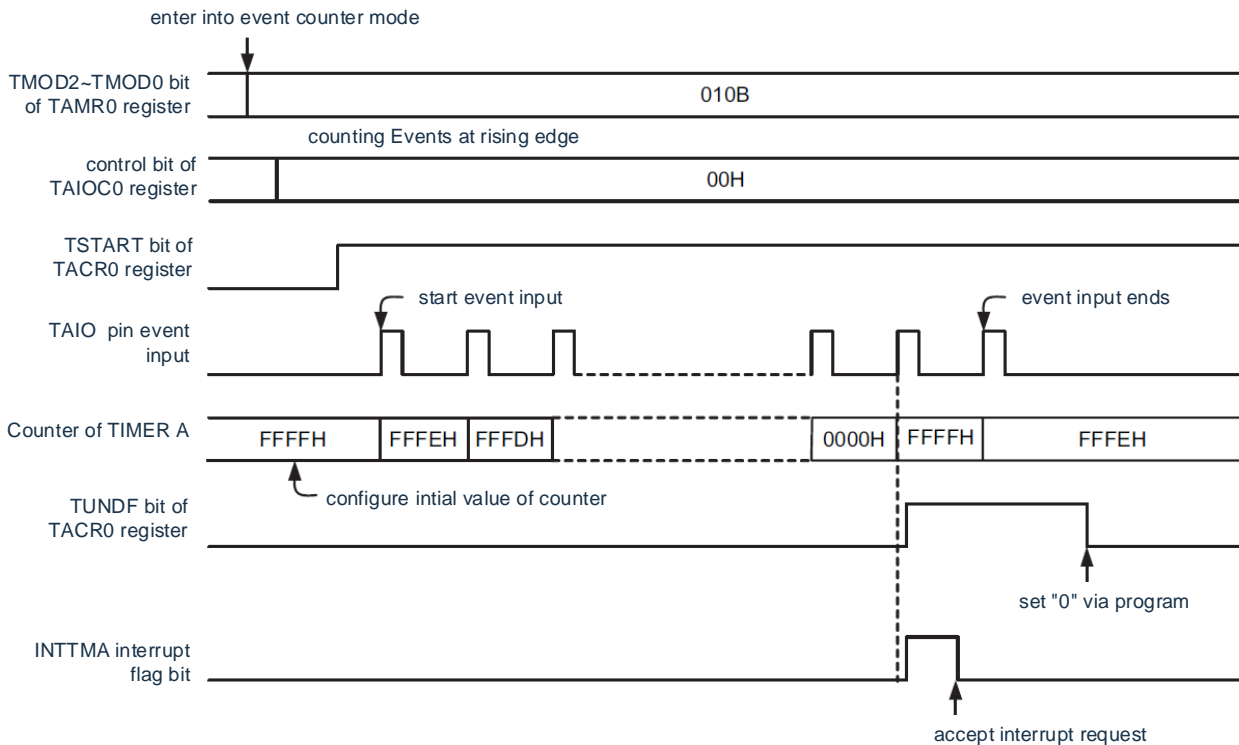 enter into event counter mode
TMOD2~TMOD0 bit
of TAMR0 register
010B
counting Events at rising edge
control bit of
TAIOC0 register
00H
TSTART bit of
TACR0 register
start event input
event input ends
TAIO pin event
input
Counter of TIMER A
FFFFH
FFFEH
FFFDH
0000H
FFFFH
FFFEH
configure intial value of counter
TUNDF bit of
TACR0 register
set "0" via program
INTTMA interrupt
flag bit
accept interrupt request